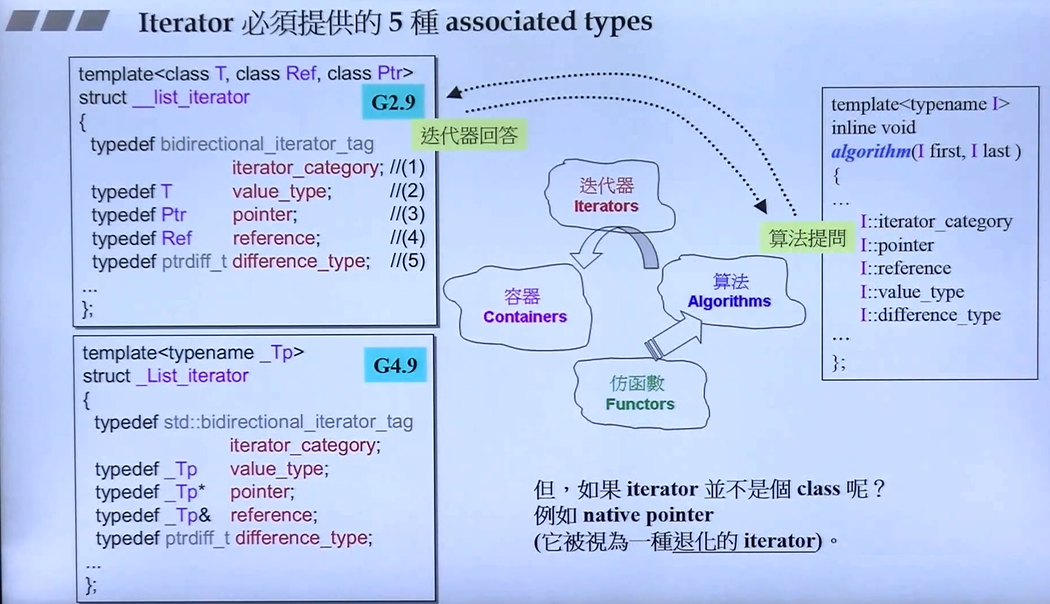 Iterator 必須提供的 5 種 associated types
template<class T, class Ref, class Ptr>
struct __list_iterator
G2.9
{
typedef bidirectional_iterator_tag
iterator_category; //(1)
typedef T value_type; //(2)
typedef Ptr pointer; //(3)
typedef Ref reference; //(4)
typedef ptrdiff_t difference_type; //(5)
...
};
template<typename _Tp>
struct _List_iterator
G4.9
{
typedef std::bidirectional_iterator_tag
iterator_category;
typedef _Tp value_type;
typedef _Tp* pointer;
typedef _Tp& reference;
typedef ptrdiff_t difference_type;
...
};
迭代器回答
迭代器
Iterators
容器
Containers
算法
Algorithms
仿函數
Functors
算法提問
template<typename I>
inline void
algorithm(I first, I last )
{
...
I::iterator_category
I::pointer
I::reference
I::value_type
I::difference_type
...
};
但，如果 iterator 並不是個 class 呢？
例如 native pointer
(它被視為一種退化的 iterator)。